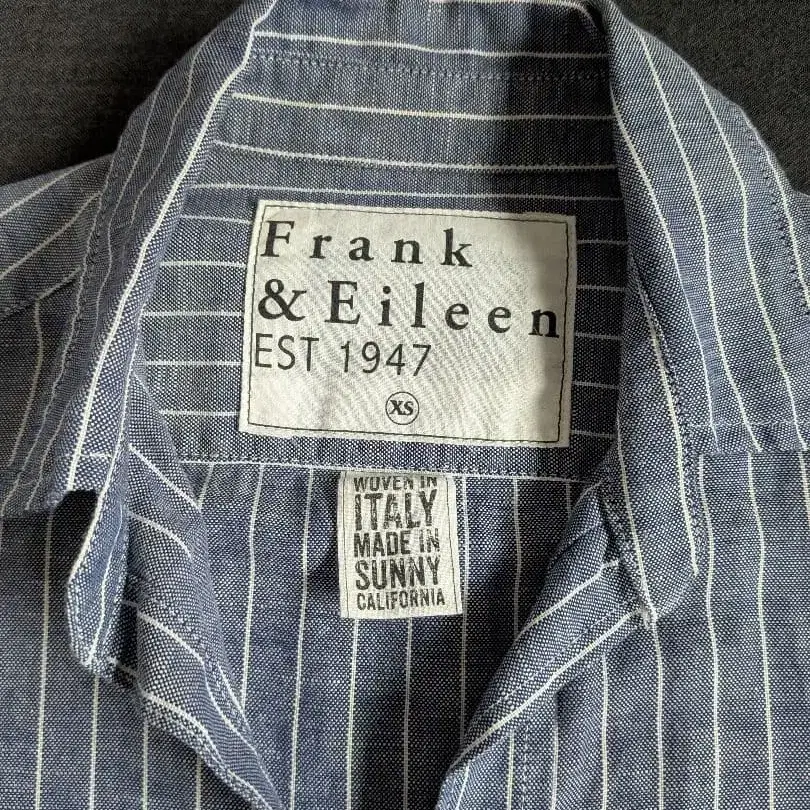 Frank
& Eileen
EST 1947
XS
WOVEN IN
ITALY
MADE IN
SUNNY
CALIFORNIA